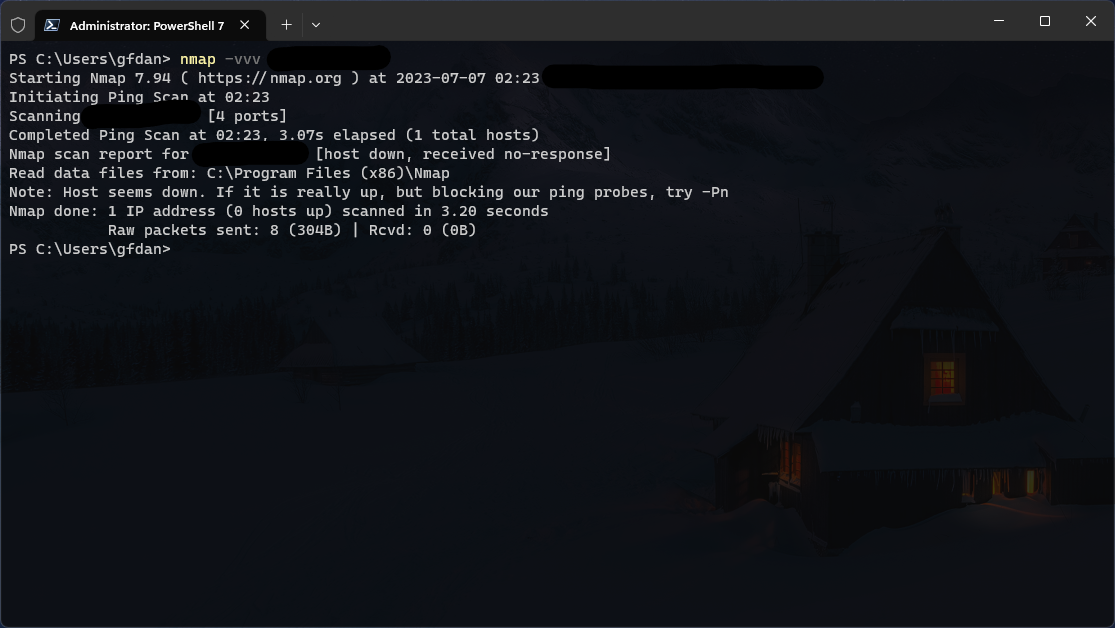 Administrator: PowerShell 7
PS C:\Users\gfdan> nmap -vvv
Starting Nmap 7.94 ( https://nmap.org ) at 2023-07-07 02:23
Initiating Ping Scan at 02:23
Scanning [4 ports]
Completed Ping Scan at 02:23, 3.07s elapsed (1 total hosts)
Nmap scan report for [host down, received no-response]
Read data files from: C:\Program Files (x86)\Nmap
Note: Host seems down. If it is really up, but blocking our ping probes, try -Pn
Nmap done: 1 IP address (0 hosts up) scanned in 3.20 seconds
Raw packets sent: 8 (304B) | Rcvd: 0 (0B)
PS C:\Users\gfdan>